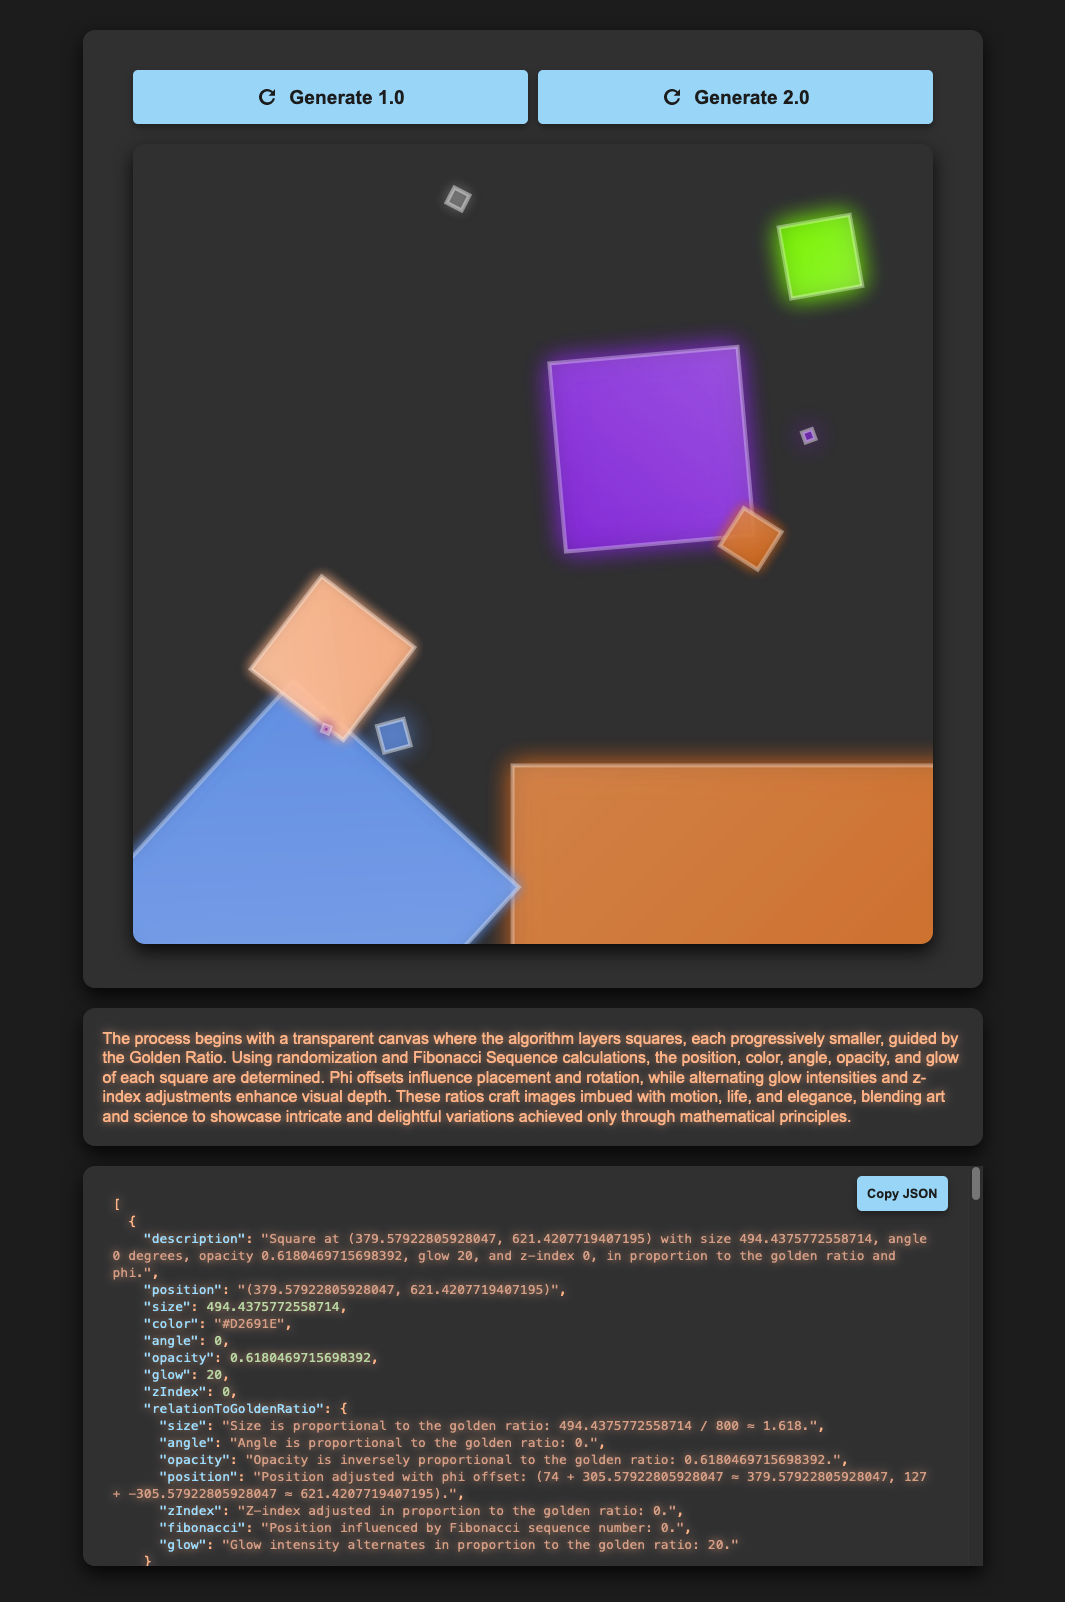 Generate 1.0
Generate 2.0
The process begins with a transparent canvas where the algorithm layers squares, each progressively smaller, guided by
the Golden Ratio. Using randomization and Fibonacci Sequence calculations, the position, color, angle, opacity, and glow
of each square are determined. Phi offsets influence placement and rotation, while alternating glow intensities and z-
index adjustments enhance visual depth. These ratios craft images imbued with motion, life, and elegance, blending art
and science to showcase intricate and delightful variations achieved only through mathematical principles.
Copy JSON
[
{
"description": "Square at (379.57922805928047, 621.4207719407195) with size 494.4375772558714, angle
0 degrees, opacity 0.6180469715698392, glow 20, and z-index 0, in proportion to the golden ratio and
phi.",
"position": "(379.57922805928047, 621.4207719407195)",
"size": 494.4375772558714,
"color": "#D2691E",
"angle": 0,
"opacity": 0.6180469715698392,
"glow": 20,
"zIndex": 0,
"relationToGoldenRatio": {
"size": "Size is proportional to the golden ratio: 494.4375772558714 / 800 ≈ 1.618.",
"angle": "Angle is proportional to the golden ratio: 0.",
"opacity": "Opacity is inversely proportional to the golden ratio: 0.6180469715698392.",
"position": "Position adjusted with phi offset: (74 + 305.57922805928047 ≈ 379.57922805928047, 127
+ -305.57922805928047 ≈ 621.4207719407195).",
"zIndex": "Z-index adjusted in proportion to the golden ratio: 0.",
"fibonacci": "Position influenced by Fibonacci sequence number: 0.",
"glow": "Glow intensity alternates in proportion to the golden ratio: 20."
}